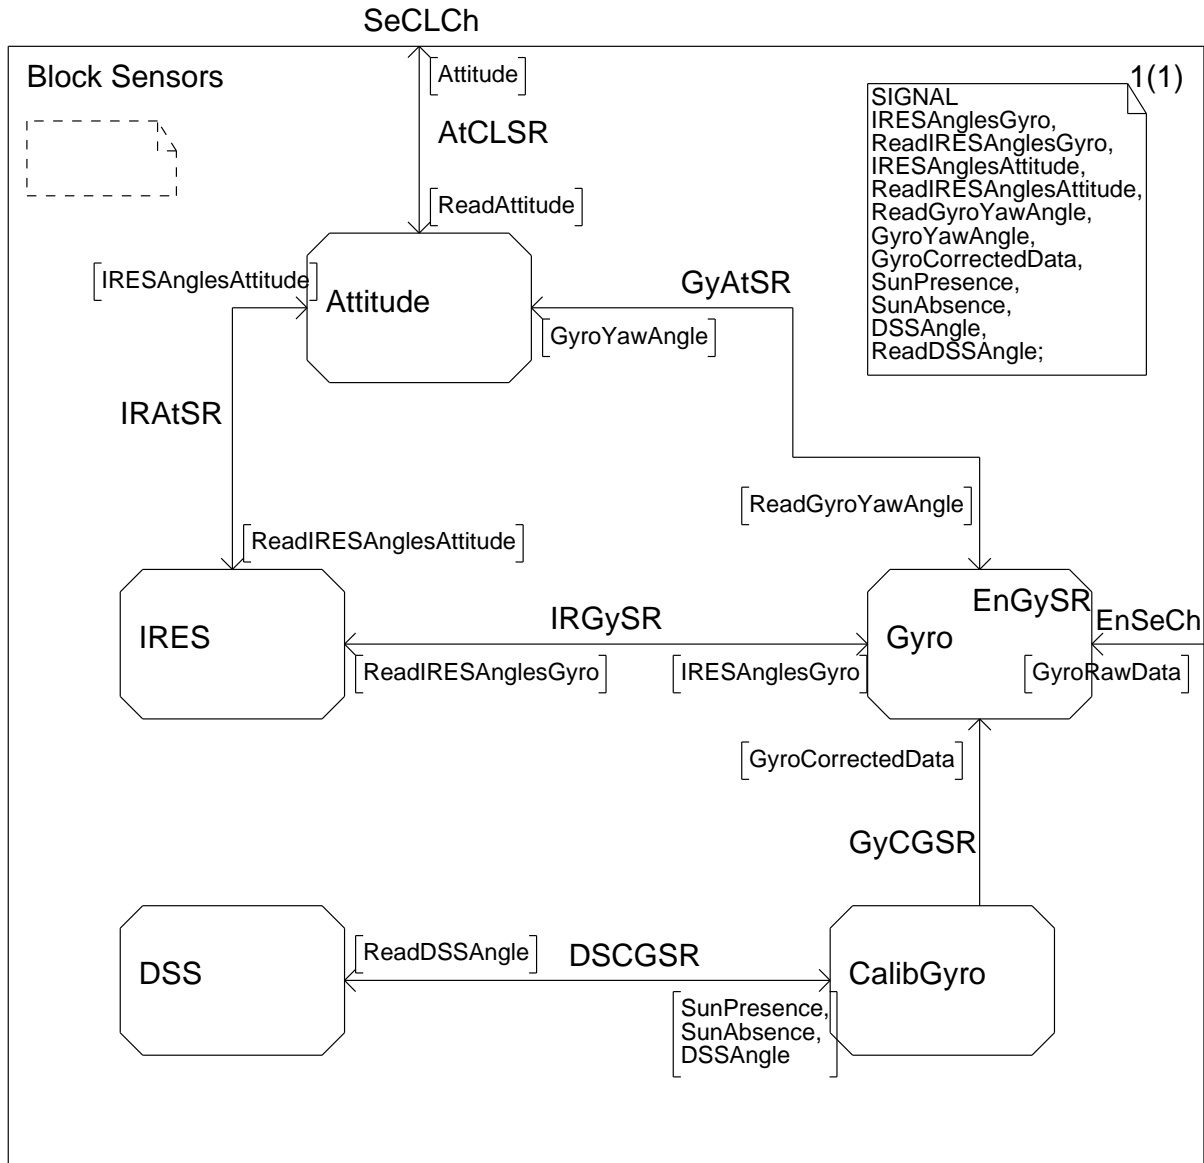 SeCLCh
Block Sensors
[Attitude]
1(1)
SIGNAL
IRESAnglesGyro,
ReadIRESAnglesGyro,
IRESAnglesAttitude,
ReadIRESAnglesAttitude,
ReadGyroYawAngle,
GyroYawAngle,
GyroCorrectedData,
SunPresence,
SunAbsence,
DSSAngle,
ReadDSSAngle;
AtCLSR
[ReadAttitude]
[IRESAnglesAttitude]
Attitude
GyAtSR
[GyroYawAngle]
IRAtSR
[ReadGyroYawAngle]
[ReadIRESAnglesAttitude]
IRES
IRGySR
[ReadIRESAnglesGyro]
[IRESAnglesGyro]
Gyro
EnGySR
EnSeCh
[GyroRawData]
[GyroCorrectedData]
GyCGSR
DSS
[ReadDSSAngle]
DSCGSR
[SunPresence,
SunAbsence,
DSSAngle]
CalibGyro